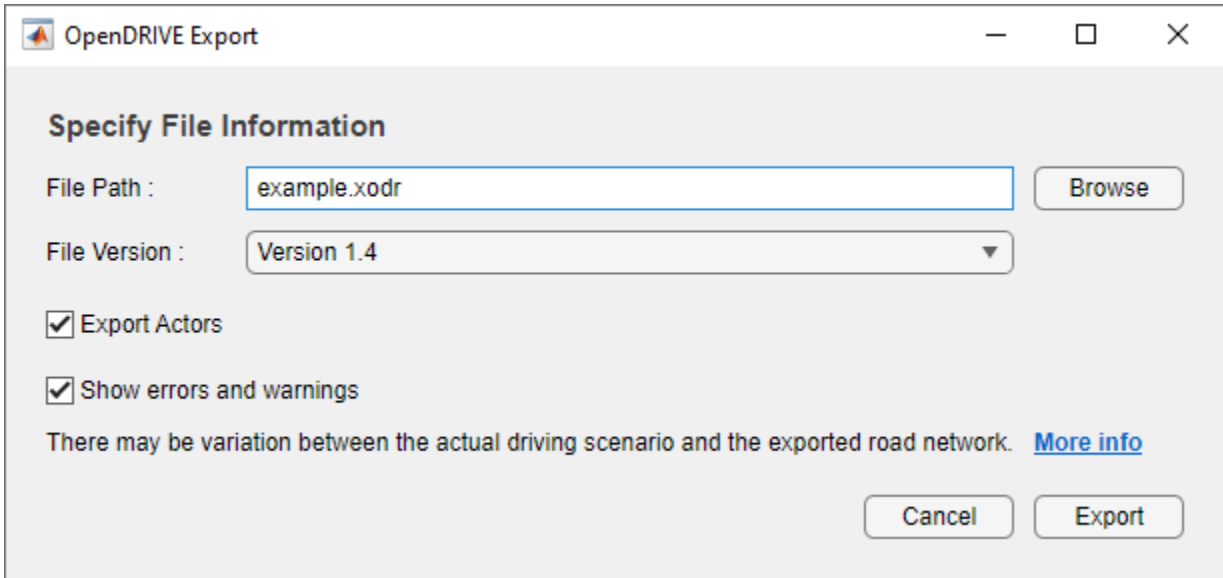 OpenDRIVE Export
Specify File Information
File Path : example.xodr Browse
File Version : Version 1.4
Export Actors
Show errors and warnings
There may be variation between the actual driving scenario and the exported road network. More info
Cancel Export